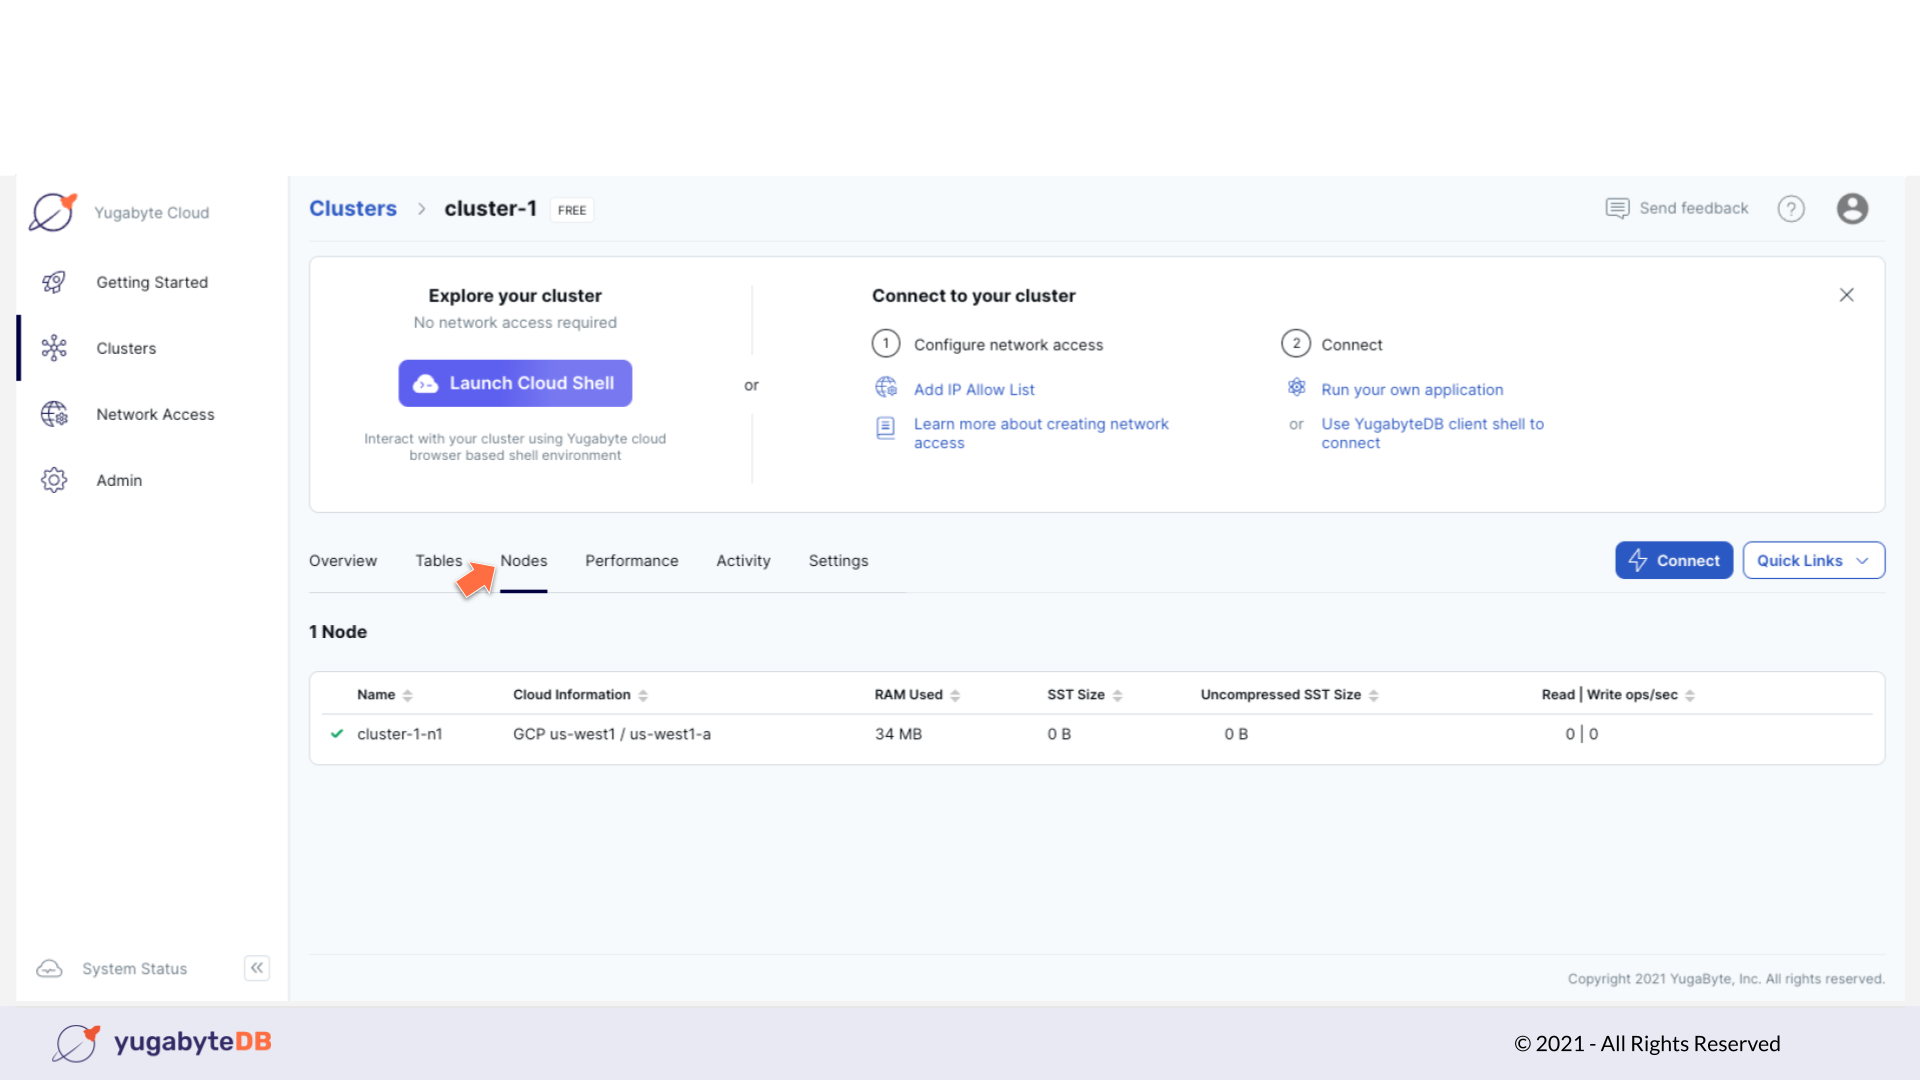 Yugabyte Cloud
Getting Started
Clusters
Network Access
Admin
System Status
Clusters > cluster-1 FREE
Send feedback ?
Explore your cluster
No network access required
Launch Cloud Shell
Interact with your cluster using Yugabyte cloud
browser based shell environment
or
Connect to your cluster
1 Configure network access
Add IP Allow List
Learn more about creating network
access
2 Connect
Run your own application
or Use YugabyteDB client shell to
connect
Overview Tables Nodes Performance Activity Settings
Connect Quick Links
1 Node
Name Cloud Information RAM Used SST Size Uncompressed SST Size Read | Write ops/sec
cluster-1-n1 GCP us-west1 / us-west1-a 34 MB 0 B 0 B 0 | 0
Copyright 2021 YugaByte, Inc. All rights reserved.
yugabyteDB
© 2021 - All Rights Reserved